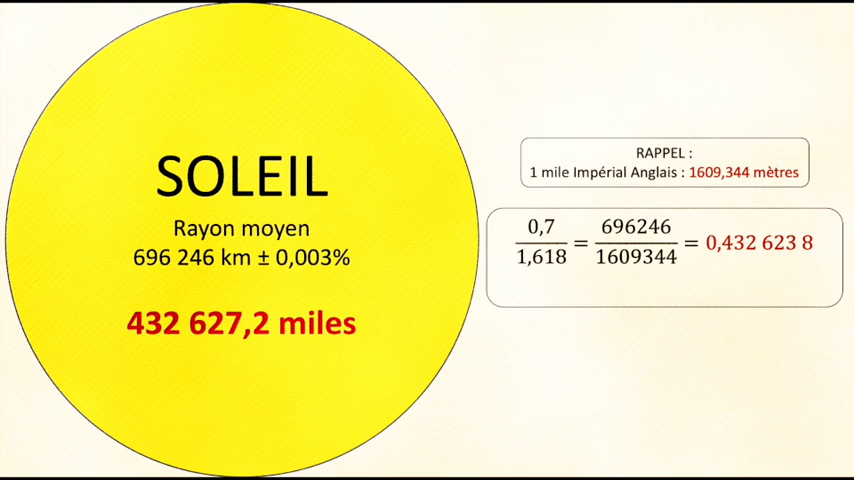 SOLEIL
Rayon moyen
696 246 km ± 0,003%
432 627,2 miles
RAPPEL :
1 mile Impérial Anglais : 1609,344 mètres
0,7/1,618 = 696246/1609344 = 0,432 623 8